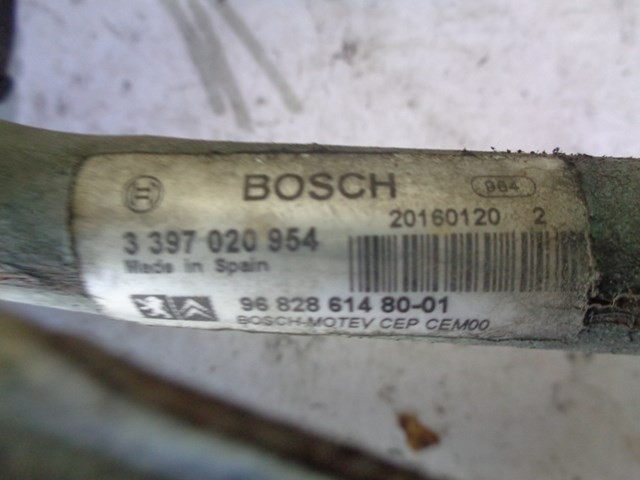 BOSCH 984
20160120 2
3 397 020 954
Made in Spain
96 828 614 80-01
BOSCH-MOTEV CEP CEM00